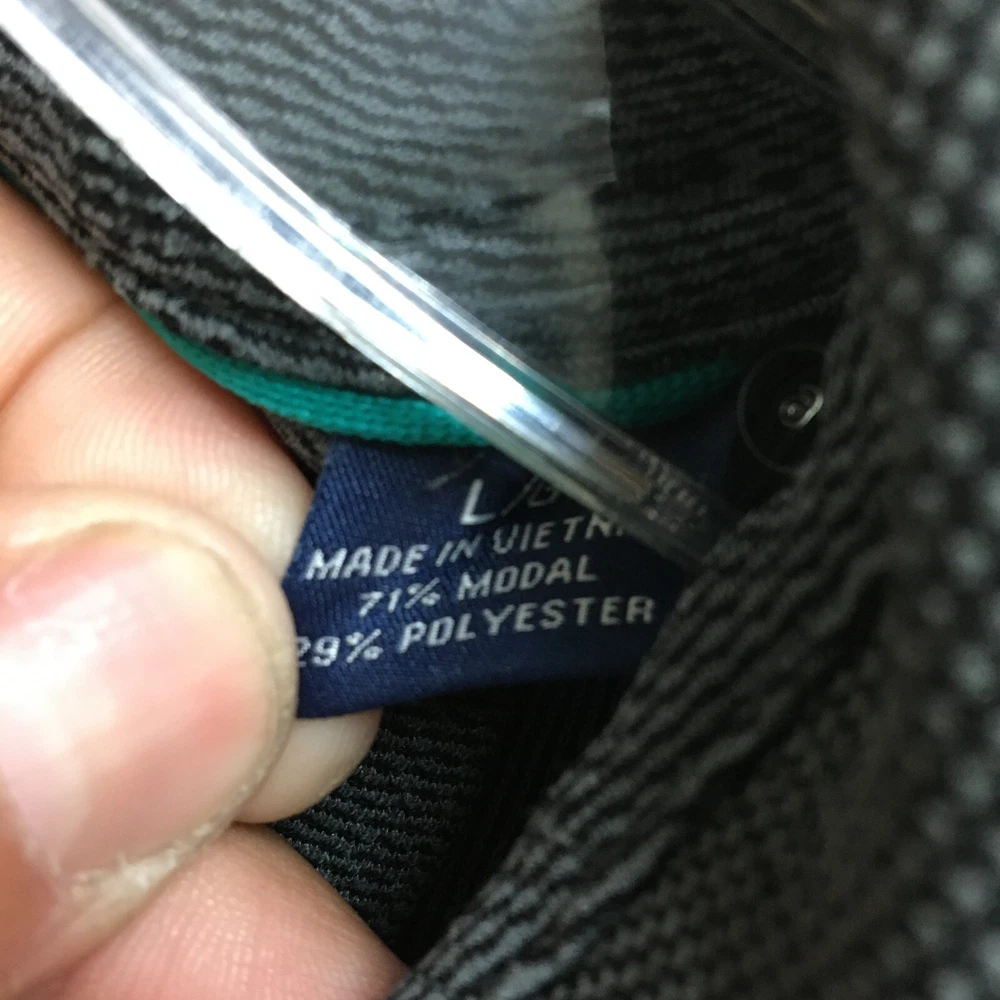 L
MADE IN VIETN
71% MODAL
29% POLYESTER